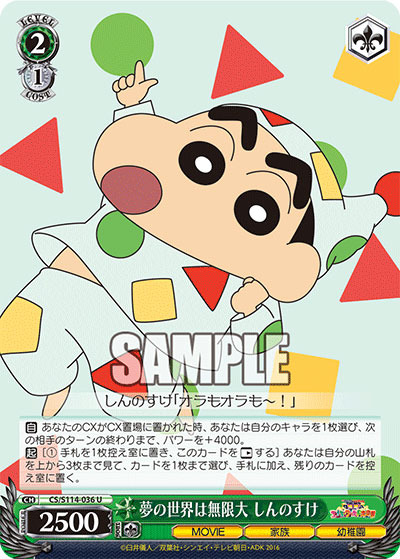 LEVEL
2
1
COST
SAMPLE
しんのすけ「オラもオラも～！」
自 あなたのCXがCX置場に置かれた時、あなたは自分のキャラを1枚選び、次
の相手のターンの終わりまで、パワーを+4000。
起 [① 手札を1枚控え室に置き、このカードをする] あなたは自分の山札
を上から3枚まで見て、カードを1枚まで選び、手札に加え、残りのカードを控
え室に置く。
CH CS/S114-036 U
夢の世界は無限大 しんのすけ
POWER
2500
MOVIE 家族 幼稚園
©臼井儀人／双葉社・シンエイ・テレビ朝日・ADK 2016